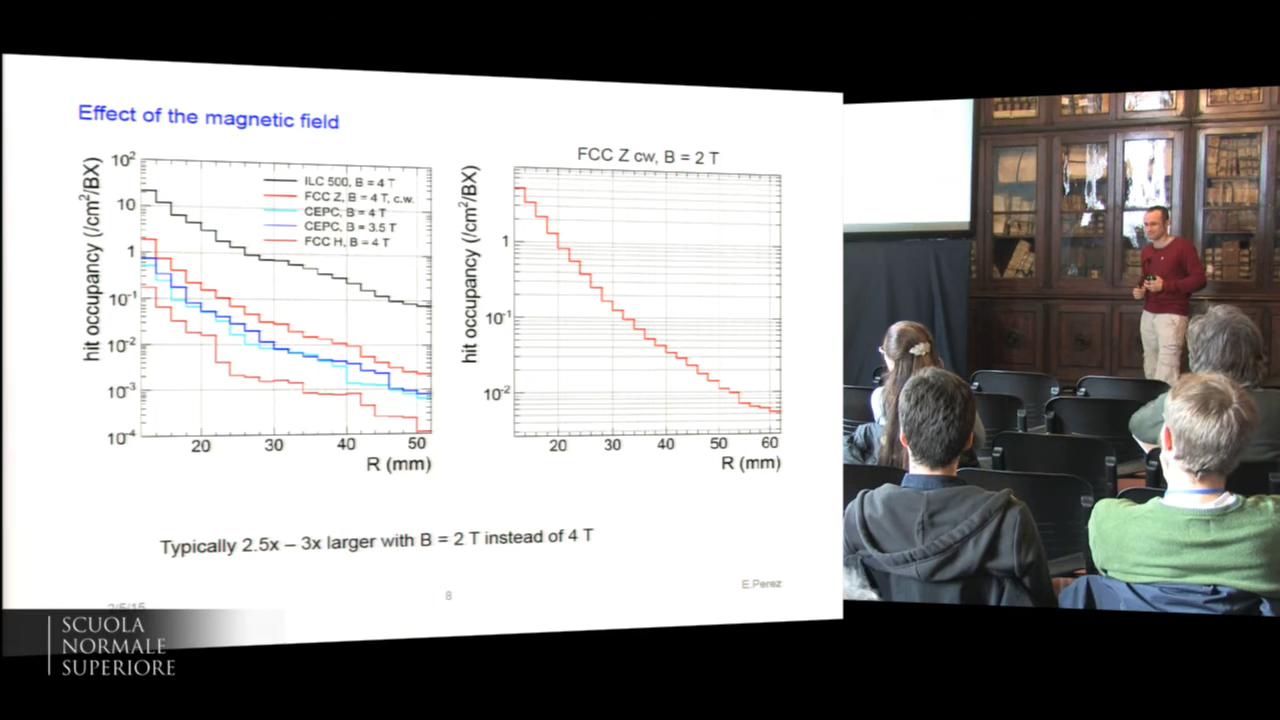 Effect of the magnetic field
hit occupancy (/cm²/BX)
10²
10
1
10⁻¹
10⁻²
10⁻³
10⁻⁴
ILC 500, B = 4 T
FCC Z, B = 4 T, c.w.
CEPC, B = 4 T
CEPC, B = 3.5 T
FCC H, B = 4 T
20
30
40
50
R (mm)
FCC Z cw, B = 2 T
hit occupancy (/cm²/BX)
1
10⁻¹
10⁻²
20
30
40
50
60
R (mm)
Typically 2.5x – 3x larger with B = 2 T instead of 4 T
8
E.Perez
SCUOLA
NORMALE
SUPERIORE